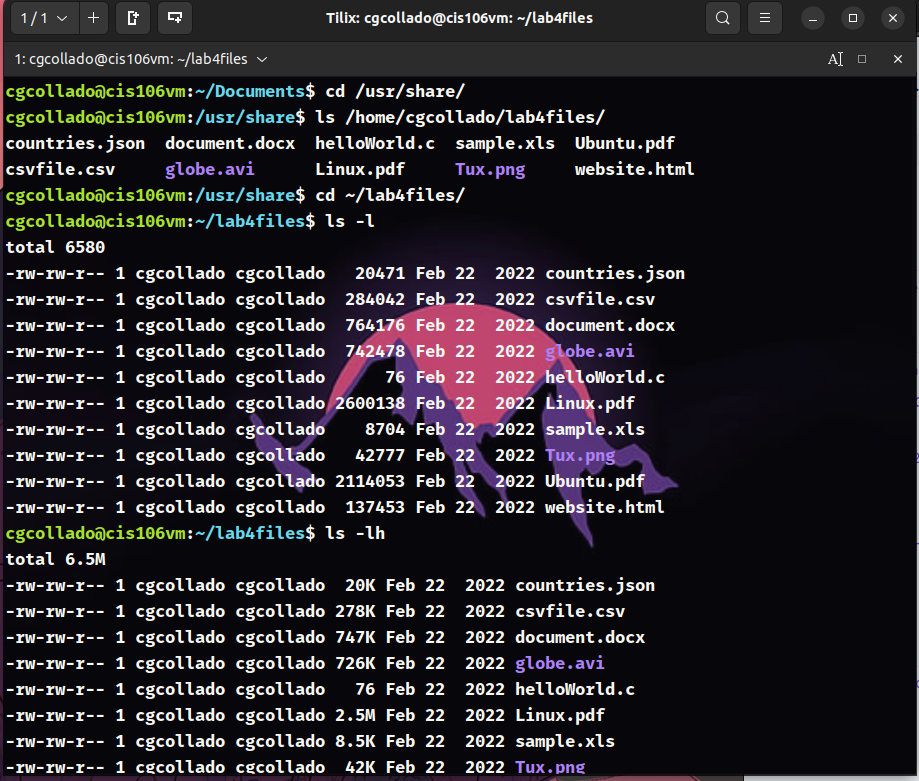 1 / 1
Tilix: cgcollado@cis106vm: ~/lab4files
1: cgcollado@cis106vm: ~/lab4files
cgcollado@cis106vm:~/Documents$ cd /usr/share/
cgcollado@cis106vm:/usr/share$ ls /home/cgcollado/lab4files/
countries.json  document.docx  helloWorld.c  sample.xls  Ubuntu.pdf
csvfile.csv     globe.avi      Linux.pdf     Tux.png     website.html
cgcollado@cis106vm:/usr/share$ cd ~/lab4files/
cgcollado@cis106vm:~/lab4files$ ls -l
total 6580
-rw-rw-r-- 1 cgcollado cgcollado   20471 Feb 22  2022 countries.json
-rw-rw-r-- 1 cgcollado cgcollado  284042 Feb 22  2022 csvfile.csv
-rw-rw-r-- 1 cgcollado cgcollado  764176 Feb 22  2022 document.docx
-rw-rw-r-- 1 cgcollado cgcollado  742478 Feb 22  2022 globe.avi
-rw-rw-r-- 1 cgcollado cgcollado      76 Feb 22  2022 helloWorld.c
-rw-rw-r-- 1 cgcollado cgcollado 2600138 Feb 22  2022 Linux.pdf
-rw-rw-r-- 1 cgcollado cgcollado    8704 Feb 22  2022 sample.xls
-rw-rw-r-- 1 cgcollado cgcollado   42777 Feb 22  2022 Tux.png
-rw-rw-r-- 1 cgcollado cgcollado 2114053 Feb 22  2022 Ubuntu.pdf
-rw-rw-r-- 1 cgcollado cgcollado  137453 Feb 22  2022 website.html
cgcollado@cis106vm:~/lab4files$ ls -lh
total 6.5M
-rw-rw-r-- 1 cgcollado cgcollado  20K Feb 22  2022 countries.json
-rw-rw-r-- 1 cgcollado cgcollado 278K Feb 22  2022 csvfile.csv
-rw-rw-r-- 1 cgcollado cgcollado 747K Feb 22  2022 document.docx
-rw-rw-r-- 1 cgcollado cgcollado 726K Feb 22  2022 globe.avi
-rw-rw-r-- 1 cgcollado cgcollado   76 Feb 22  2022 helloWorld.c
-rw-rw-r-- 1 cgcollado cgcollado 2.5M Feb 22  2022 Linux.pdf
-rw-rw-r-- 1 cgcollado cgcollado 8.5K Feb 22  2022 sample.xls
-rw-rw-r-- 1 cgcollado cgcollado  42K Feb 22  2022 Tux.png